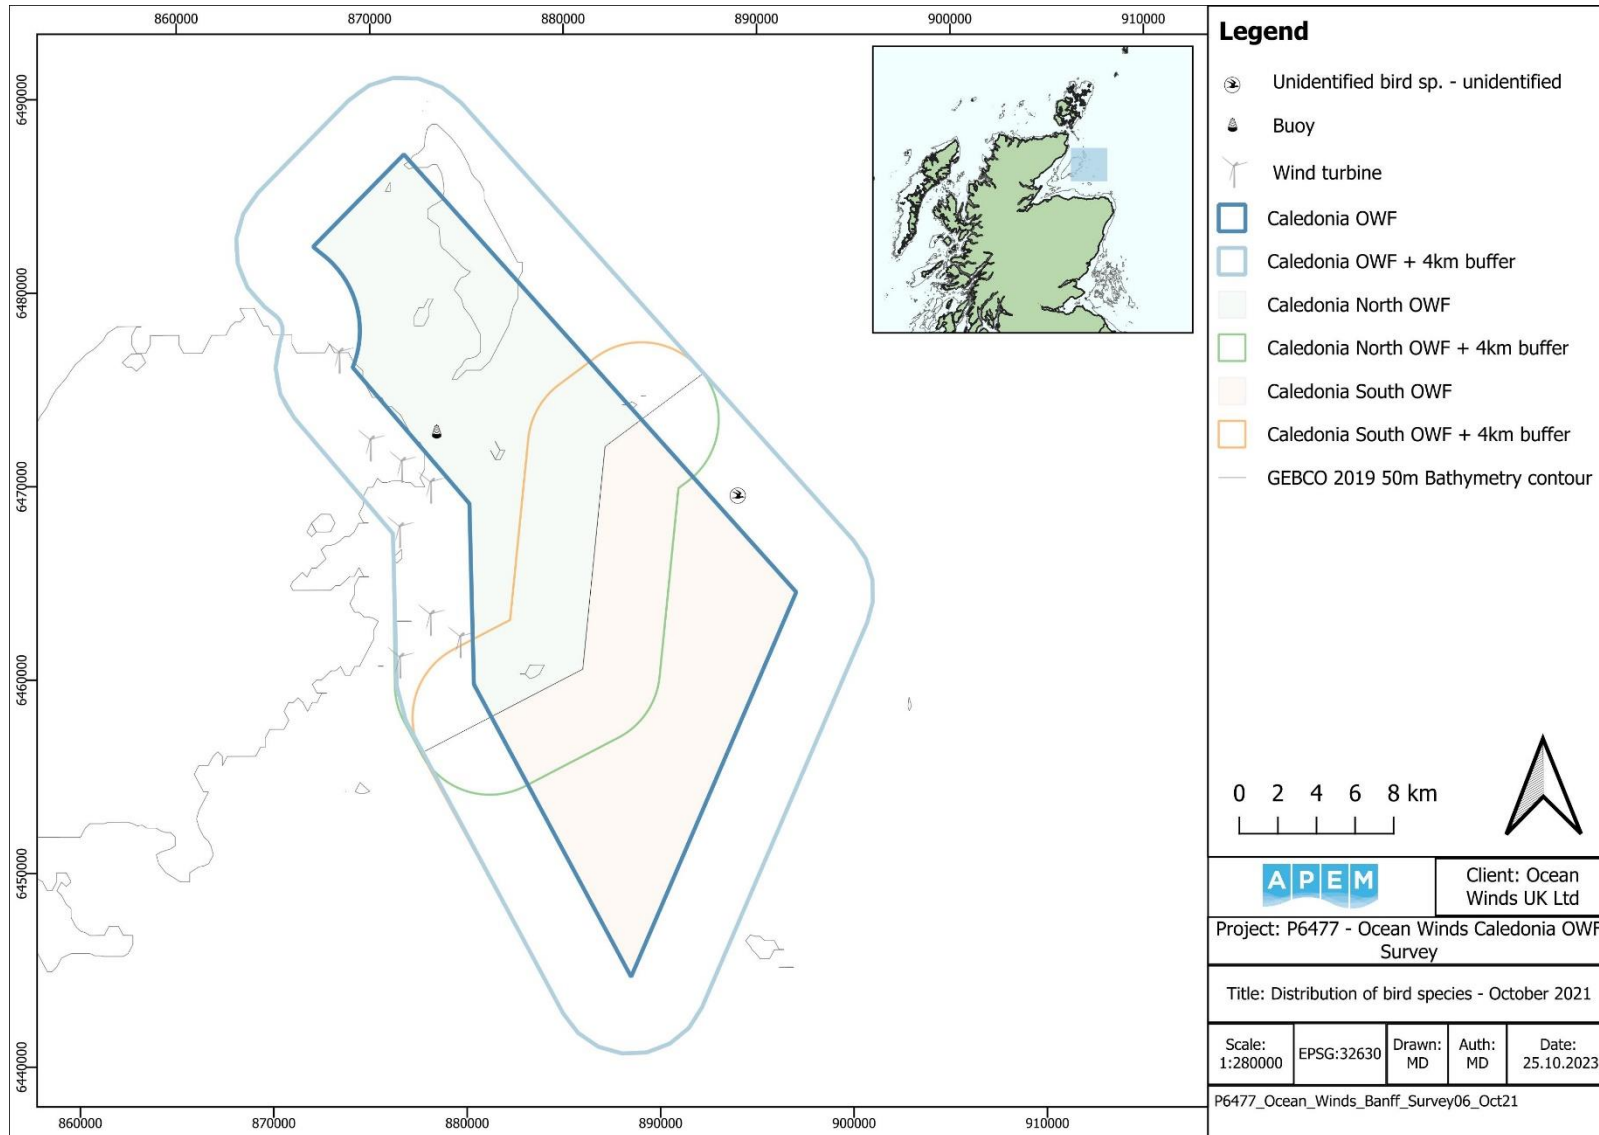 860000 870000 880000 890000 900000 910000
6490000
6480000
6470000
6460000
6450000
6440000
860000 870000 880000 890000 900000 910000
Legend
Unidentified bird sp. - unidentified
Buoy
Wind turbine
Caledonia OWF
Caledonia OWF + 4km buffer
Caledonia North OWF
Caledonia North OWF + 4km buffer
Caledonia South OWF
Caledonia South OWF + 4km buffer
GEBCO 2019 50m Bathymetry contour
0 2 4 6 8 km
APEM
Client: Ocean
Winds UK Ltd
Project: P6477 - Ocean Winds Caledonia OWF
Survey
Title: Distribution of bird species - October 2021
Scale:
1:280000
EPSG:32630
Drawn:
MD
Auth:
MD
Date:
25.10.2023
P6477_Ocean_Winds_Banff_Survey06_Oct21